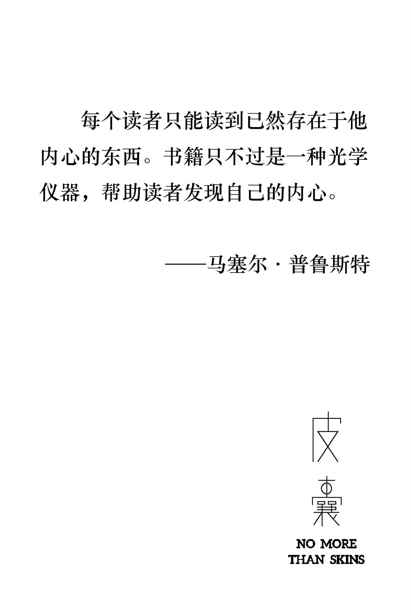 每个读者只能读到已然存在于他
内心的东西。书籍只不过是一种光学
仪器，帮助读者发现自己的内心。
——马塞尔·普鲁斯特
皮
囊
NO MORE
THAN SKINS